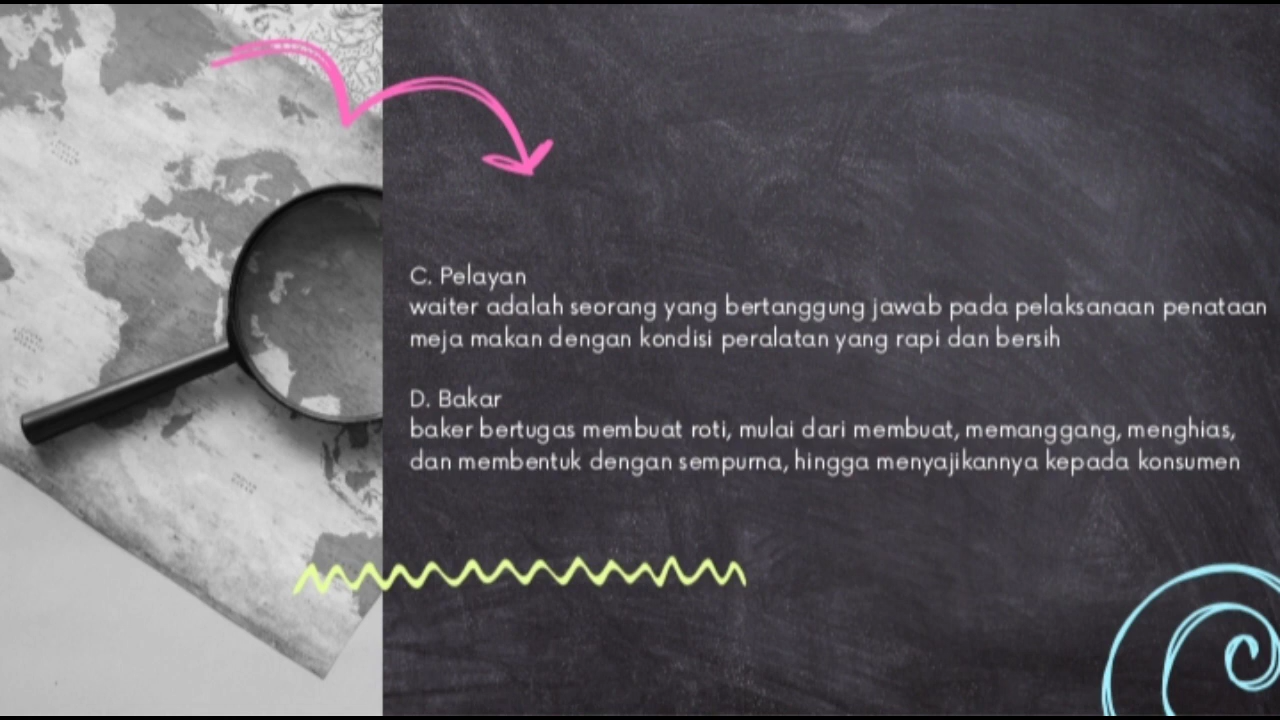 C. Pelayan
waiter adalah seorang yang bertanggung jawab pada pelaksanaan penataan
meja makan dengan kondisi peralatan yang rapi dan bersih
D. Bakar
baker bertugas membuat roti, mulai dari membuat, memanggang, menghias,
dan membentuk dengan sempurna, hingga menyajikannya kepada konsumen